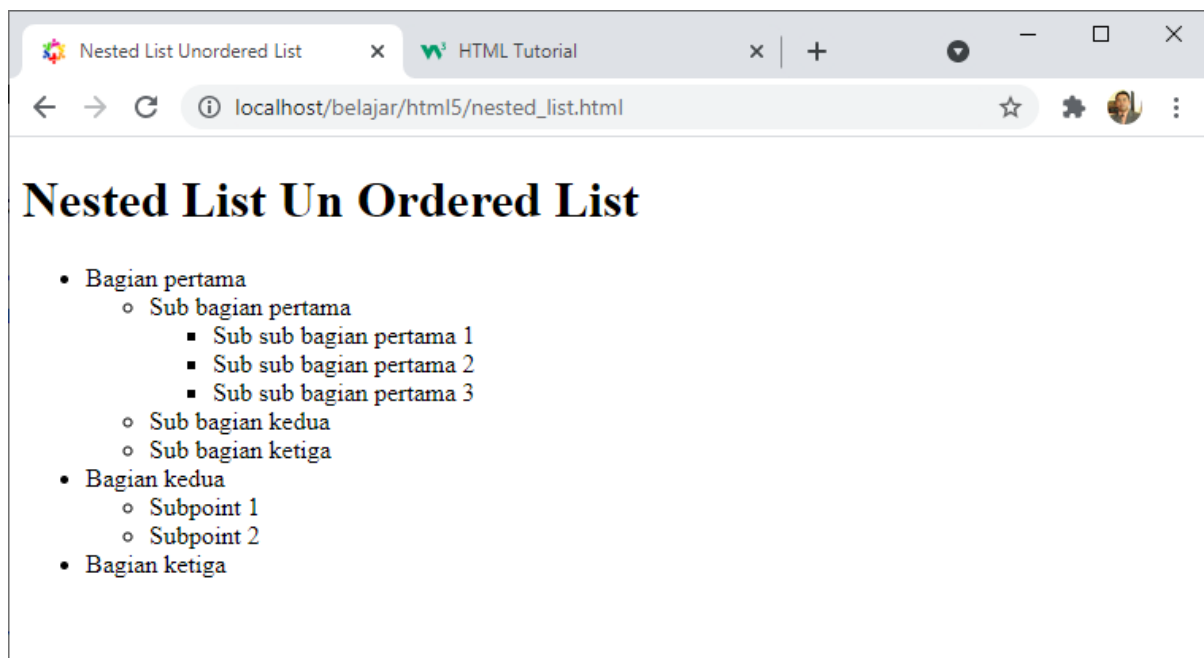 Nested List Unordered List
HTML Tutorial
localhost/belajar/html5/nested_list.html
Nested List Un Ordered List
Bagian pertama
Sub bagian pertama
Sub sub bagian pertama 1
Sub sub bagian pertama 2
Sub sub bagian pertama 3
Sub bagian kedua
Sub bagian ketiga
Bagian kedua
Subpoint 1
Subpoint 2
Bagian ketiga